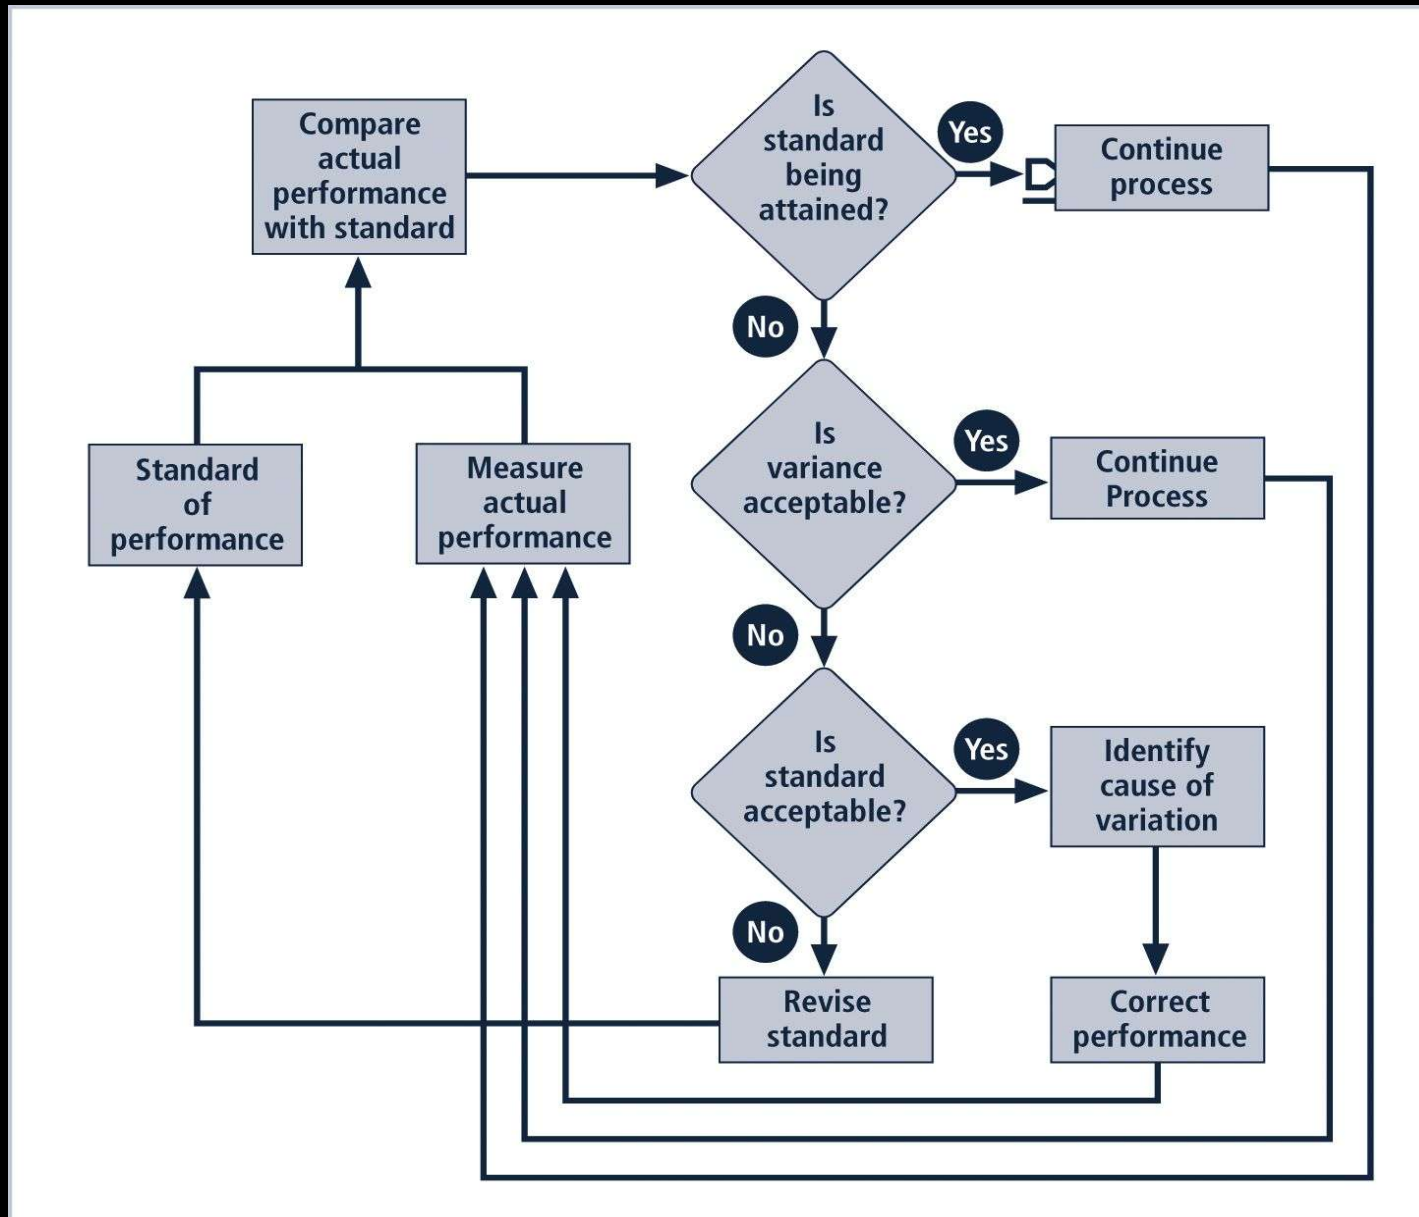 Compare
actual
performance
with standard
Is
standard
being
attained?
Yes
Continue
process
No
Standard
of
performance
Measure
actual
performance
Is
variance
acceptable?
Yes
Continue
Process
No
Is
standard
acceptable?
Yes
Identify
cause of
variation
No
Revise
standard
Correct
performance